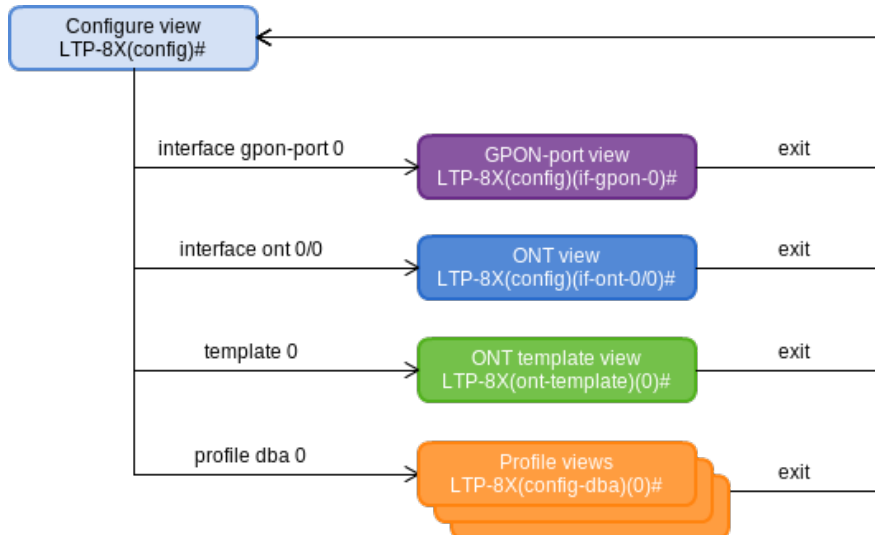 Configure view
LTP-8X(config)#
interface gpon-port 0
GPON-port view
LTP-8X(config)(if-gpon-0)#
exit
interface ont 0/0
ONT view
LTP-8X(config)(if-ont-0/0)#
exit
template 0
ONT template view
LTP-8X(ont-template)(0)#
exit
profile dba 0
Profile views
LTP-8X(config-dba)(0)#
exit